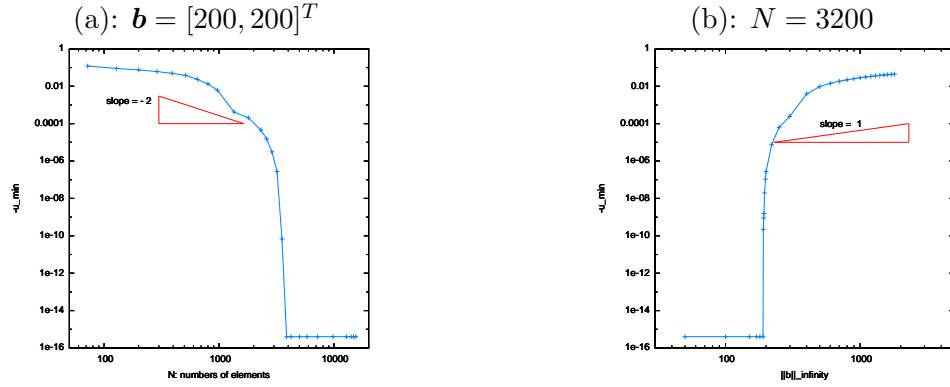 (a): b = [200, 200]^T
1
0.01
0.0001
1e-06
1e-08
1e-10
1e-12
1e-14
1e-16
-u_min
slope = - 2
100
1000
10000
N: numbers of elements
(b): N = 3200
1
0.01
0.0001
1e-06
1e-08
1e-10
1e-12
1e-14
1e-16
-u_min
slope = 1
100
1000
||b||_infinity